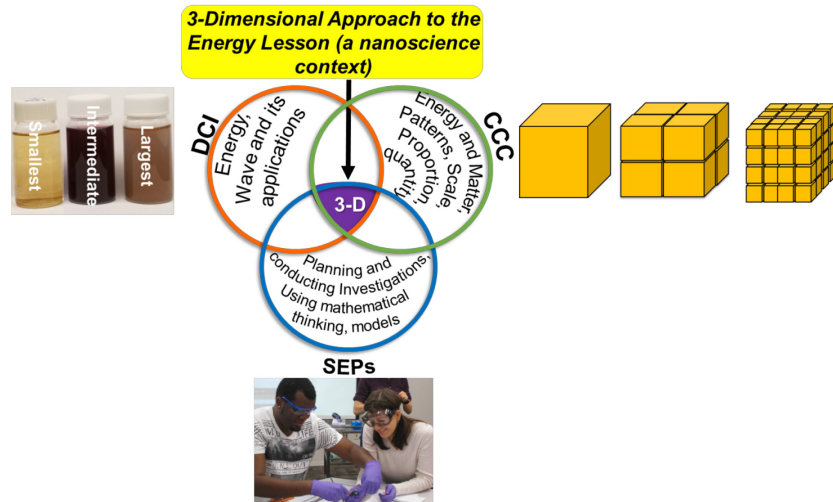 3-Dimensional Approach to the
Energy Lesson (a nanoscience
context)
Smallest
Intermediate
Largest
DCI
Energy,
Wave and its
applications
CCC
Energy and Matter,
Patterns, Scale,
Proportion,
quantity
3-D
Planning and
conducting Investigations,
Using mathematical
thinking, models
SEPs